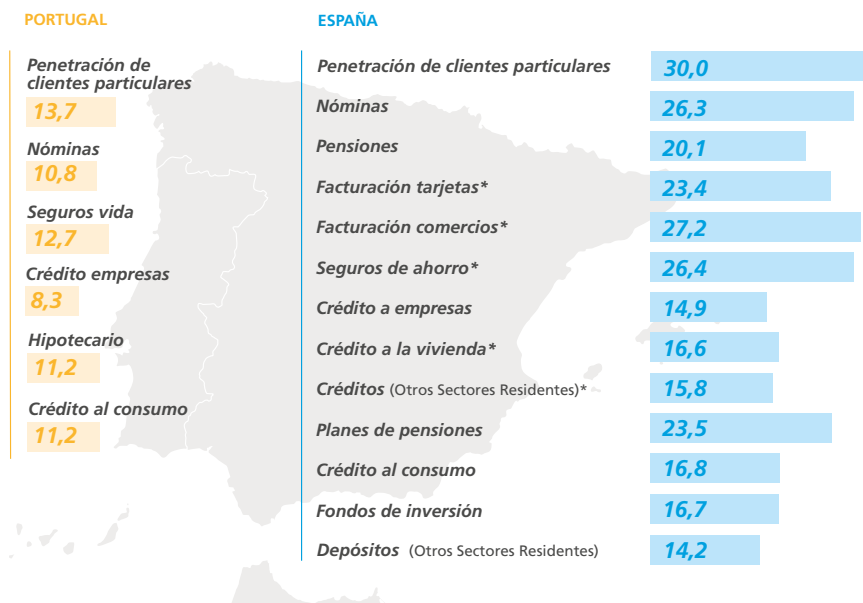 PORTUGAL
Penetración de
clientes particulares
13,7
Nóminas
10,8
Seguros vida
12,7
Crédito empresas
8,3
Hipotecario
11,2
Crédito al consumo
11,2
ESPAÑA
Penetración de clientes particulares 30,0
Nóminas 26,3
Pensiones 20,1
Facturación tarjetas* 23,4
Facturación comercios* 27,2
Seguros de ahorro* 26,4
Crédito a empresas 14,9
Crédito a la vivienda* 16,6
Créditos (Otros Sectores Residentes)* 15,8
Planes de pensiones 23,5
Crédito al consumo 16,8
Fondos de inversión 16,7
Depósitos (Otros Sectores Residentes) 14,2